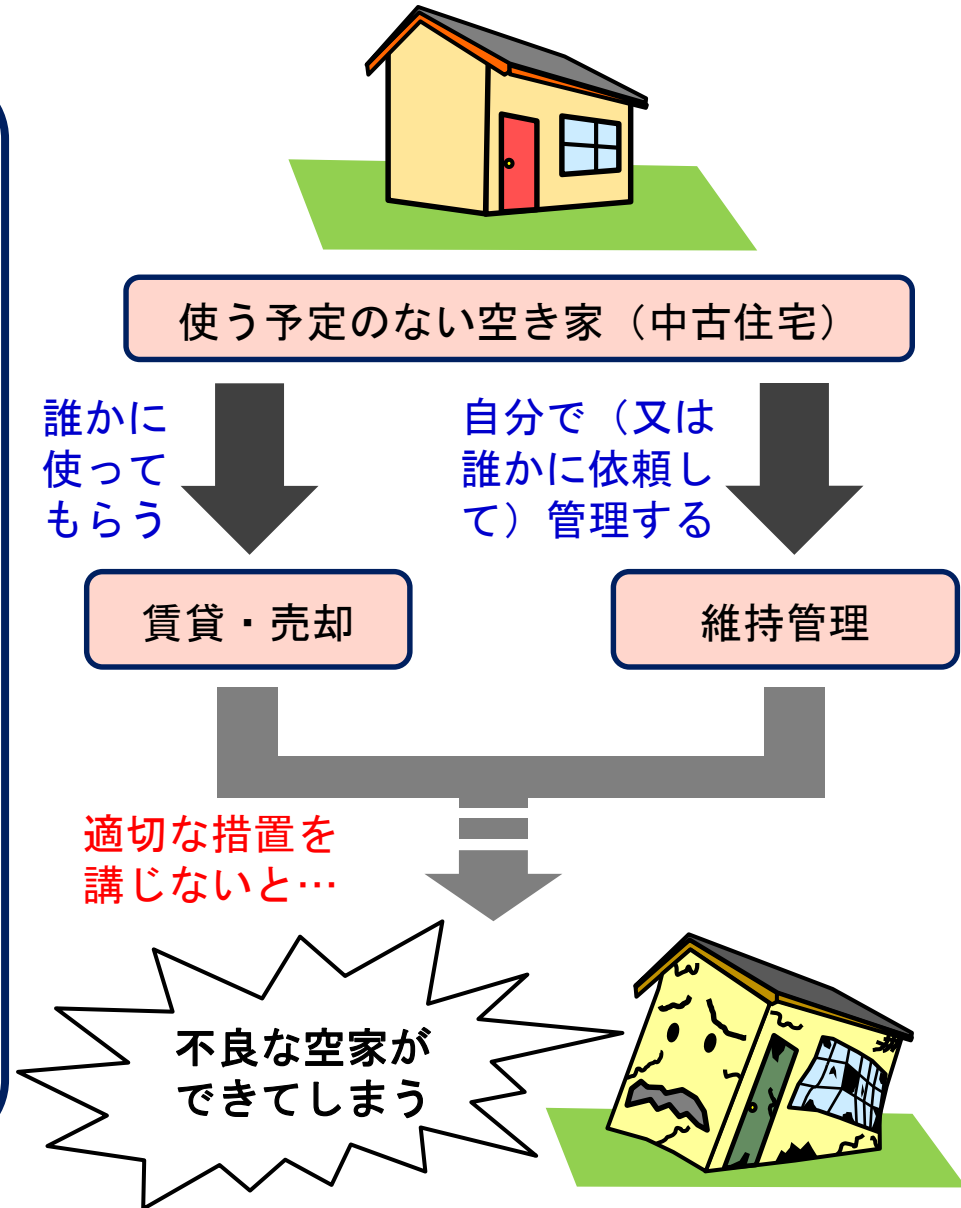 使う予定のない空き家（中古住宅）
誰かに
使って
もらう
自分で（又は
誰かに依頼し
て）管理する
賃貸・売却
維持管理
適切な措置を
講じないと…
不良な空家が
できてしまう